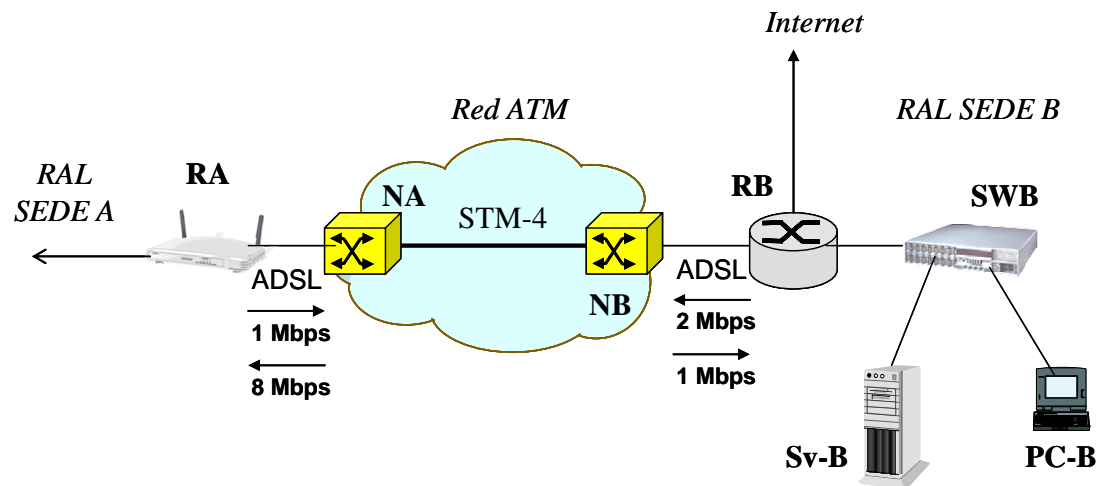 Internet
Red ATM
RAL SEDE B
RAL
SEDE A
RA
NA
STM-4
RB
SWB
ADSL
1 Mbps
8 Mbps
NB
ADSL
2 Mbps
1 Mbps
Sv-B
PC-B